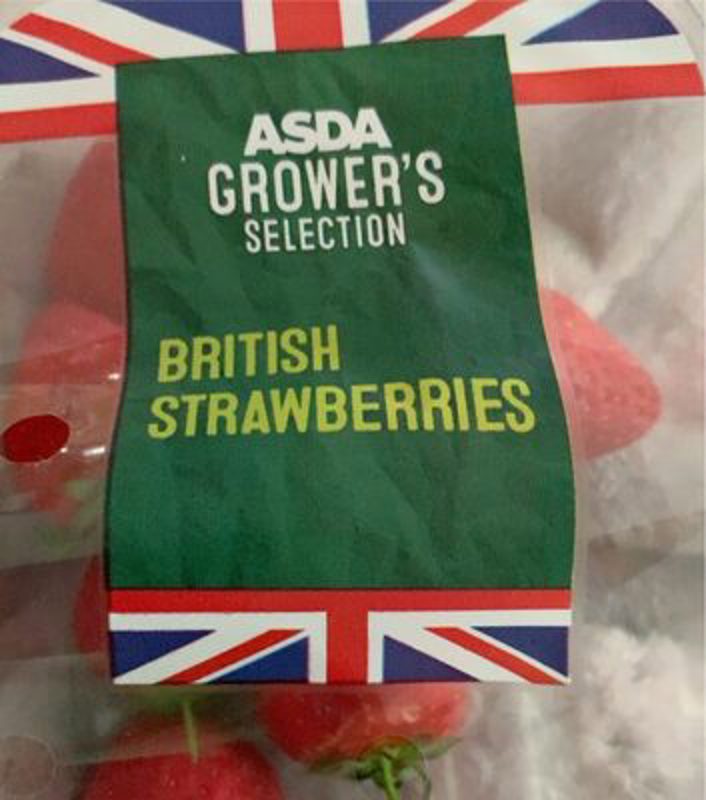 ASDA
GROWER'S
SELECTION
BRITISH
STRAWBERRIES